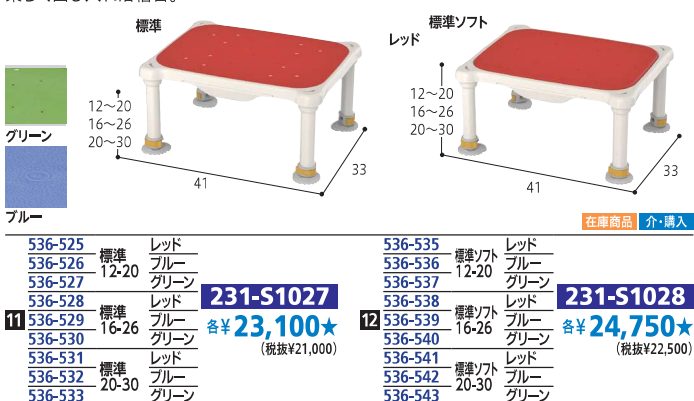 標準
12～20
16～26
20～30
41
33
標準ソフト
レッド
12～20
16～26
20～30
41
33
グリーン
ブルー
在庫商品 介・購入
11
536-525 標準 12-20 レッド
536-526 ブルー
536-527 グリーン
536-528 標準 16-26 レッド
536-529 ブルー
536-530 グリーン
536-531 標準 20-30 レッド
536-532 ブルー
536-533 グリーン
231-S1027
各¥23,100★
(税抜¥21,000)
12
536-535 標準ソフト 12-20 レッド
536-536 ブルー
536-537 グリーン
536-538 標準ソフト 16-26 レッド
536-539 ブルー
536-540 グリーン
536-541 標準ソフト 20-30 レッド
536-542 ブルー
536-543 グリーン
231-S1028
各¥24,750★
(税抜¥22,500)